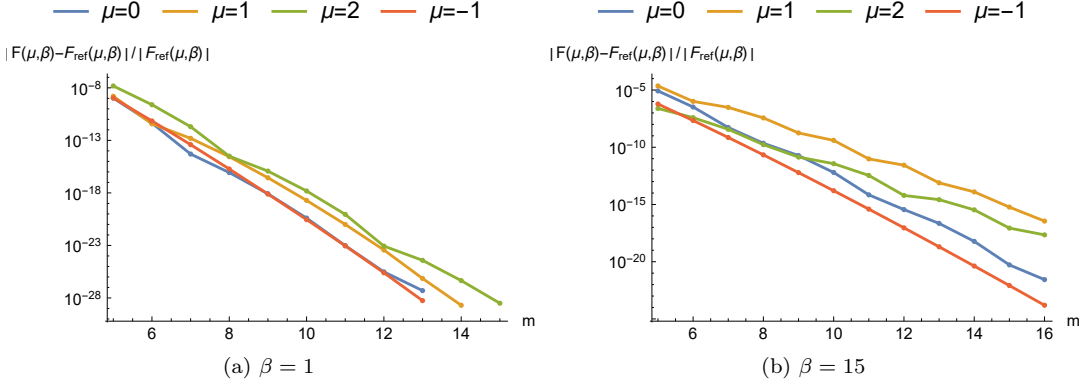 μ=0 μ=1 μ=2 μ=-1
| F(μ,β)-F_ref(μ,β) | / | F_ref(μ,β) |
10^-8
10^-13
10^-18
10^-23
10^-28
6 8 10 12 14 m
(a) β = 1
μ=0 μ=1 μ=2 μ=-1
| F(μ,β)-F_ref(μ,β) | / | F_ref(μ,β) |
10^-5
10^-10
10^-15
10^-20
6 8 10 12 14 16 m
(b) β = 15